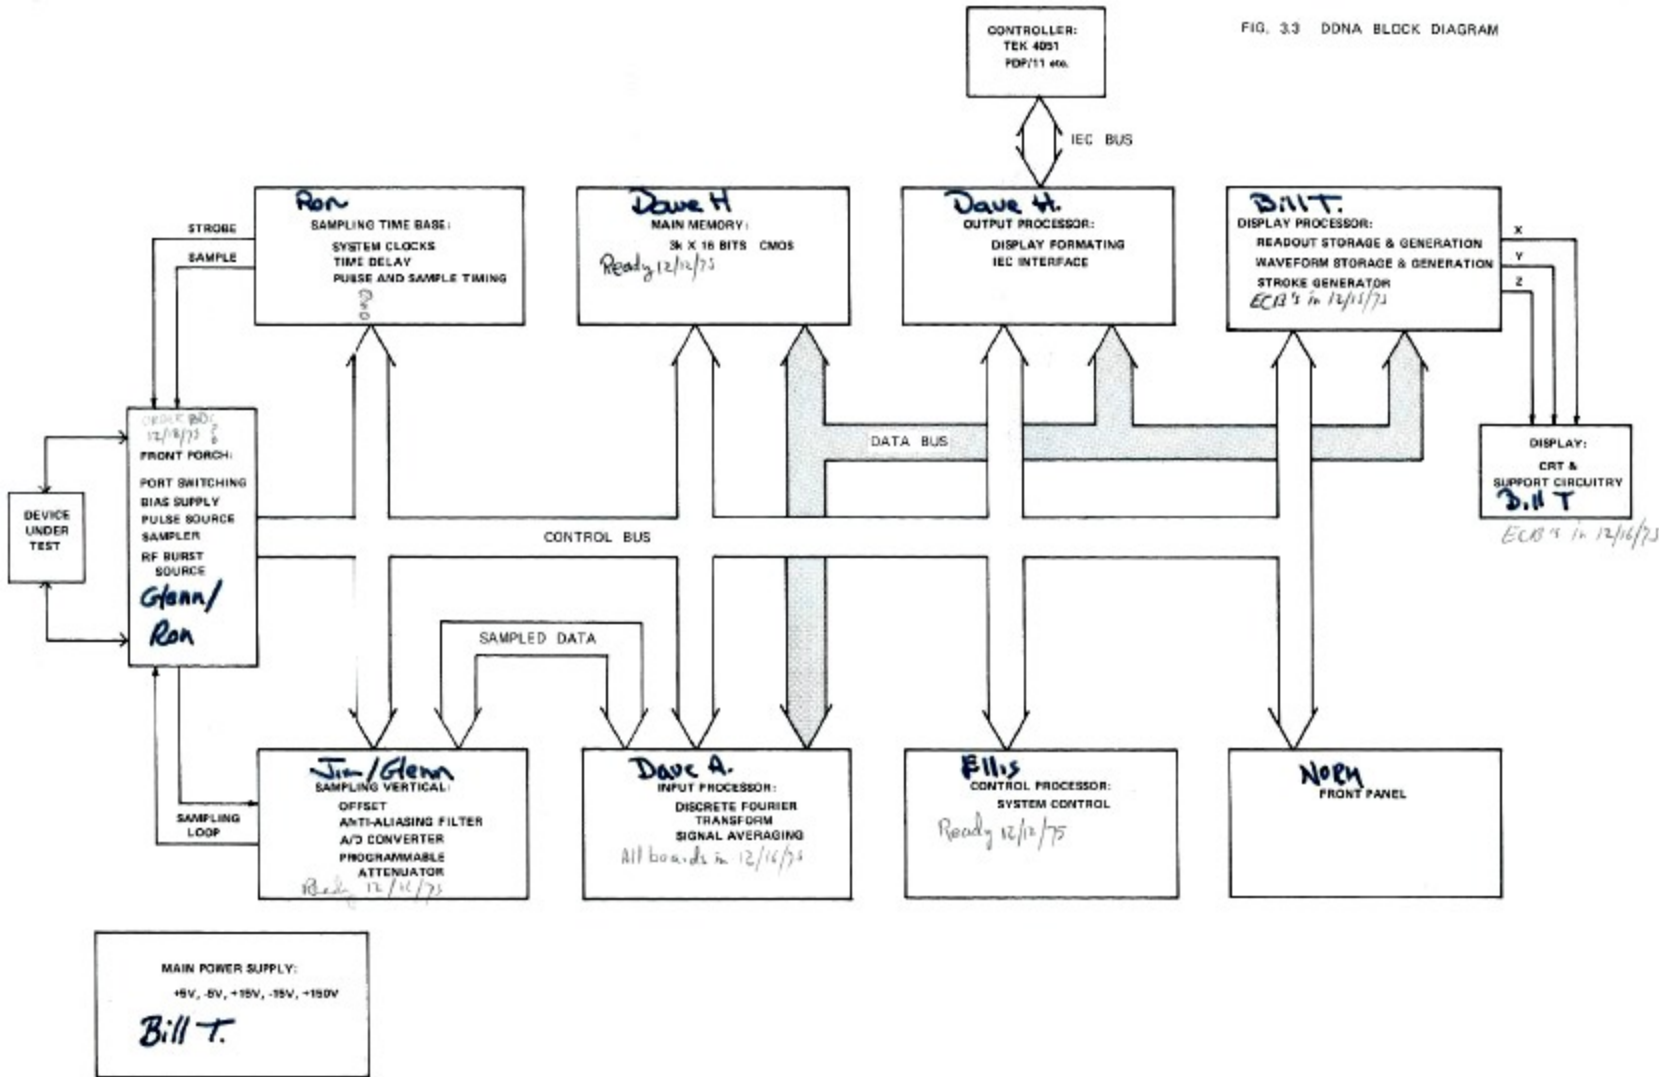 FIG. 3.3 DDNA BLOCK DIAGRAM
CONTROLLER:
TEK 4051
PDP/11 etc.
IEC BUS
Ron
SAMPLING TIME BASE:
SYSTEM CLOCKS
TIME DELAY
PULSE AND SAMPLE TIMING
STROBE
SAMPLE
Dave H
MAIN MEMORY:
3k X 16 BITS CMOS
Ready 12/12/75
Dave H.
OUTPUT PROCESSOR:
DISPLAY FORMATING
IEC INTERFACE
Bill T.
DISPLAY PROCESSOR:
READOUT STORAGE & GENERATION
WAVEFORM STORAGE & GENERATION
STROKE GENERATOR
ECB's in 12/15/75
X
Y
Z
DISPLAY:
CRT &
SUPPORT CIRCUITRY
Bill T
ECB's in 12/16/75
12/18/75 ?
FRONT PORCH:
PORT SWITCHING
BIAS SUPPLY
PULSE SOURCE
SAMPLER
RF BURST
SOURCE
Glenn/
Ron
DEVICE
UNDER
TEST
DATA BUS
CONTROL BUS
SAMPLED DATA
SAMPLING
LOOP
Jim/Glenn
SAMPLING VERTICAL:
OFFSET
ANTI-ALIASING FILTER
A/D CONVERTER
PROGRAMMABLE
ATTENUATOR
Ready
Dave A.
INPUT PROCESSOR:
DISCRETE FOURIER
TRANSFORM
SIGNAL AVERAGING
All boards in 12/16/75
Ellis
CONTROL PROCESSOR:
SYSTEM CONTROL
Ready 12/12/75
NORM
FRONT PANEL
MAIN POWER SUPPLY:
+5V, -5V, +15V, -15V, +150V
Bill T.